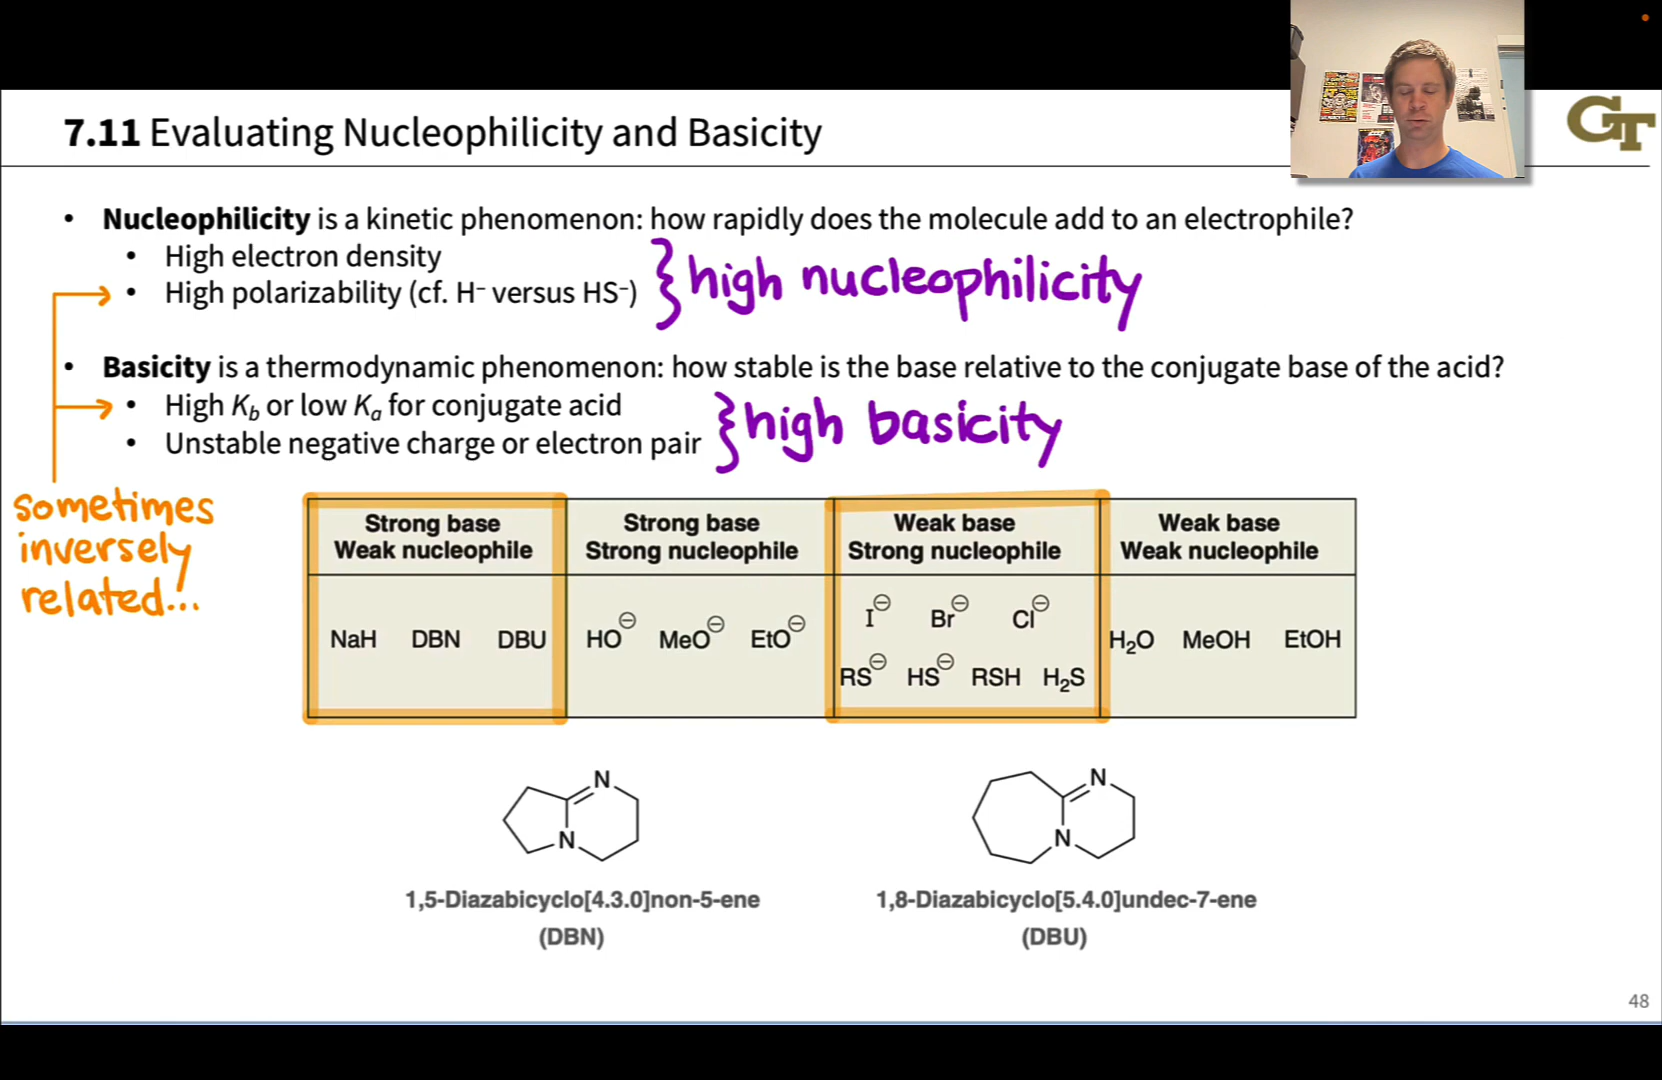 7.11 Evaluating Nucleophilicity and Basicity
GT
• Nucleophilicity is a kinetic phenomenon: how rapidly does the molecule add to an electrophile?
• High electron density
• High polarizability (cf. H⁻ versus HS⁻)
} high nucleophilicity
• Basicity is a thermodynamic phenomenon: how stable is the base relative to the conjugate base of the acid?
• High K_b or low K_a for conjugate acid
• Unstable negative charge or electron pair
} high basicity
sometimes
inversely
related...
Strong base
Weak nucleophile
NaH DBN DBU
Strong base
Strong nucleophile
HO⊖ MeO⊖ EtO⊖
Weak base
Strong nucleophile
I⊖ Br⊖ Cl⊖
RS⊖ HS⊖ RSH H₂S
Weak base
Weak nucleophile
H₂O MeOH EtOH
N
N
1,5-Diazabicyclo[4.3.0]non-5-ene
(DBN)
N
N
1,8-Diazabicyclo[5.4.0]undec-7-ene
(DBU)
48